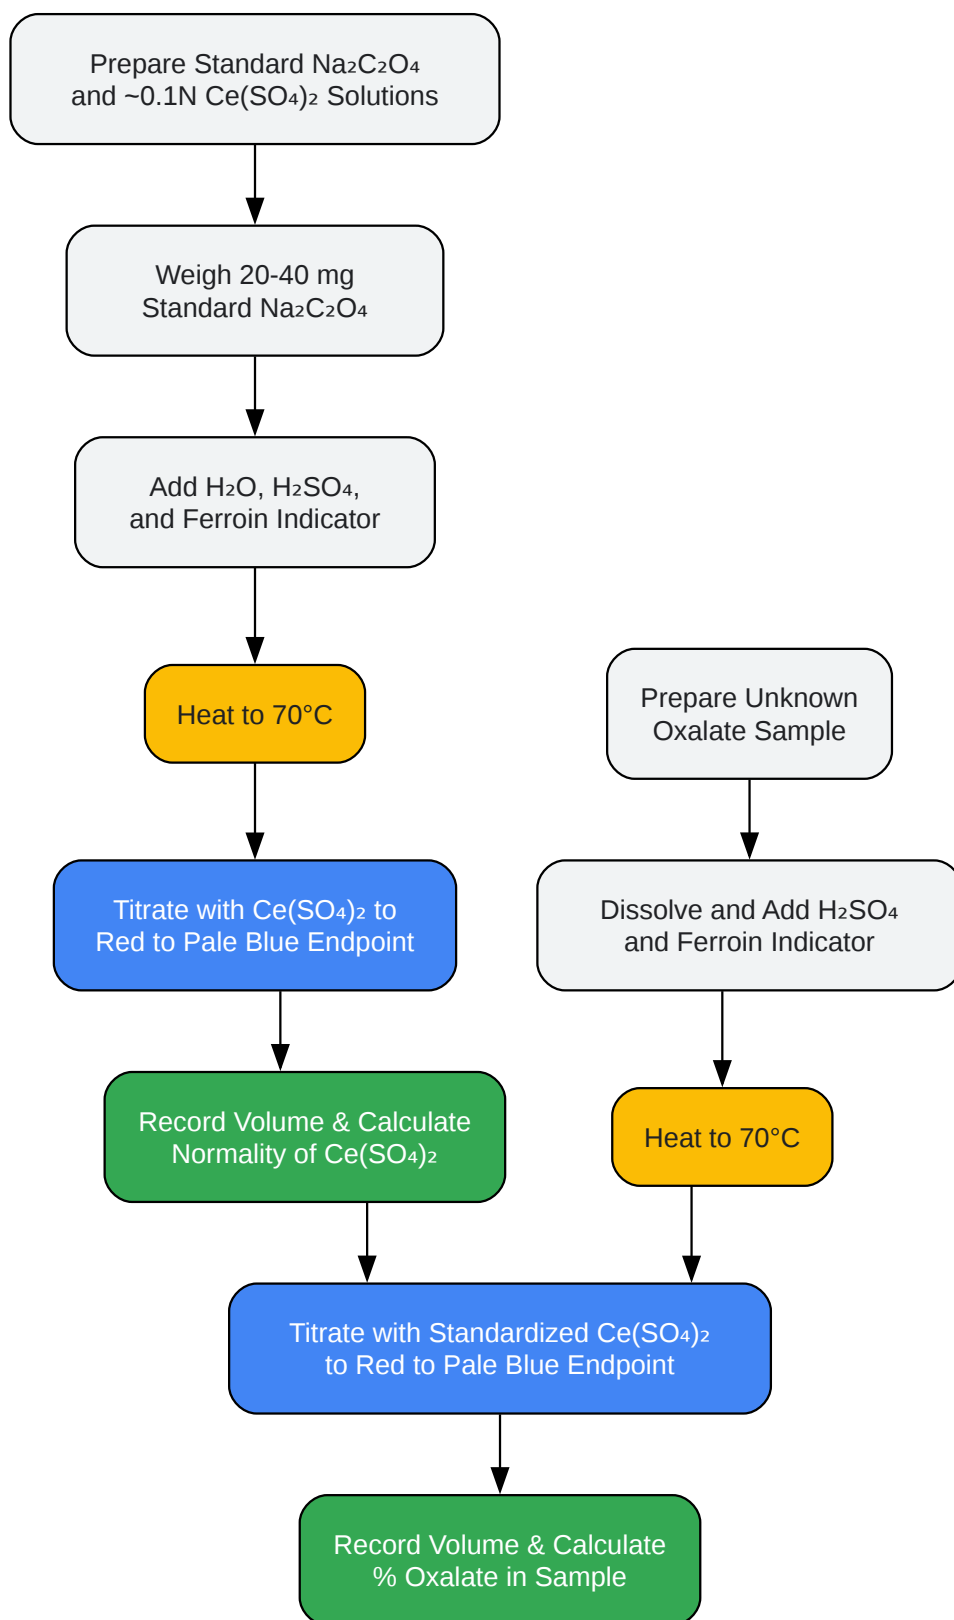 Prepare Standard Na₂C₂O₄
and ~0.1N Ce(SO₄)₂ Solutions
Weigh 20-40 mg
Standard Na₂C₂O₄
Add H₂O, H₂SO₄,
and Ferroin Indicator
Heat to 70°C
Prepare Unknown
Oxalate Sample
Titrate with Ce(SO₄)₂ to
Red to Pale Blue Endpoint
Dissolve and Add H₂SO₄
and Ferroin Indicator
Record Volume & Calculate
Normality of Ce(SO₄)₂
Heat to 70°C
Titrate with Standardized Ce(SO₄)₂
to Red to Pale Blue Endpoint
Record Volume & Calculate
% Oxalate in Sample